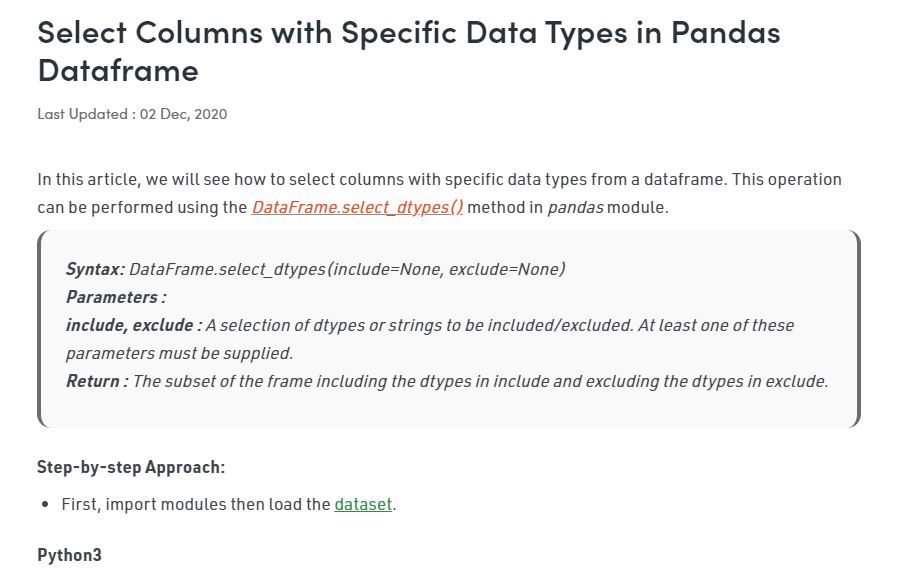 Select Columns with Specific Data Types in Pandas
Dataframe
Last Updated : 02 Dec, 2020
In this article, we will see how to select columns with specific data types from a dataframe. This operation
can be performed using the DataFrame.select_dtypes() method in pandas module.
Syntax: DataFrame.select_dtypes(include=None, exclude=None)
Parameters :
include, exclude : A selection of dtypes or strings to be included/excluded. At least one of these
parameters must be supplied.
Return : The subset of the frame including the dtypes in include and excluding the dtypes in exclude.
Step-by-step Approach:
• First, import modules then load the dataset.
Python3